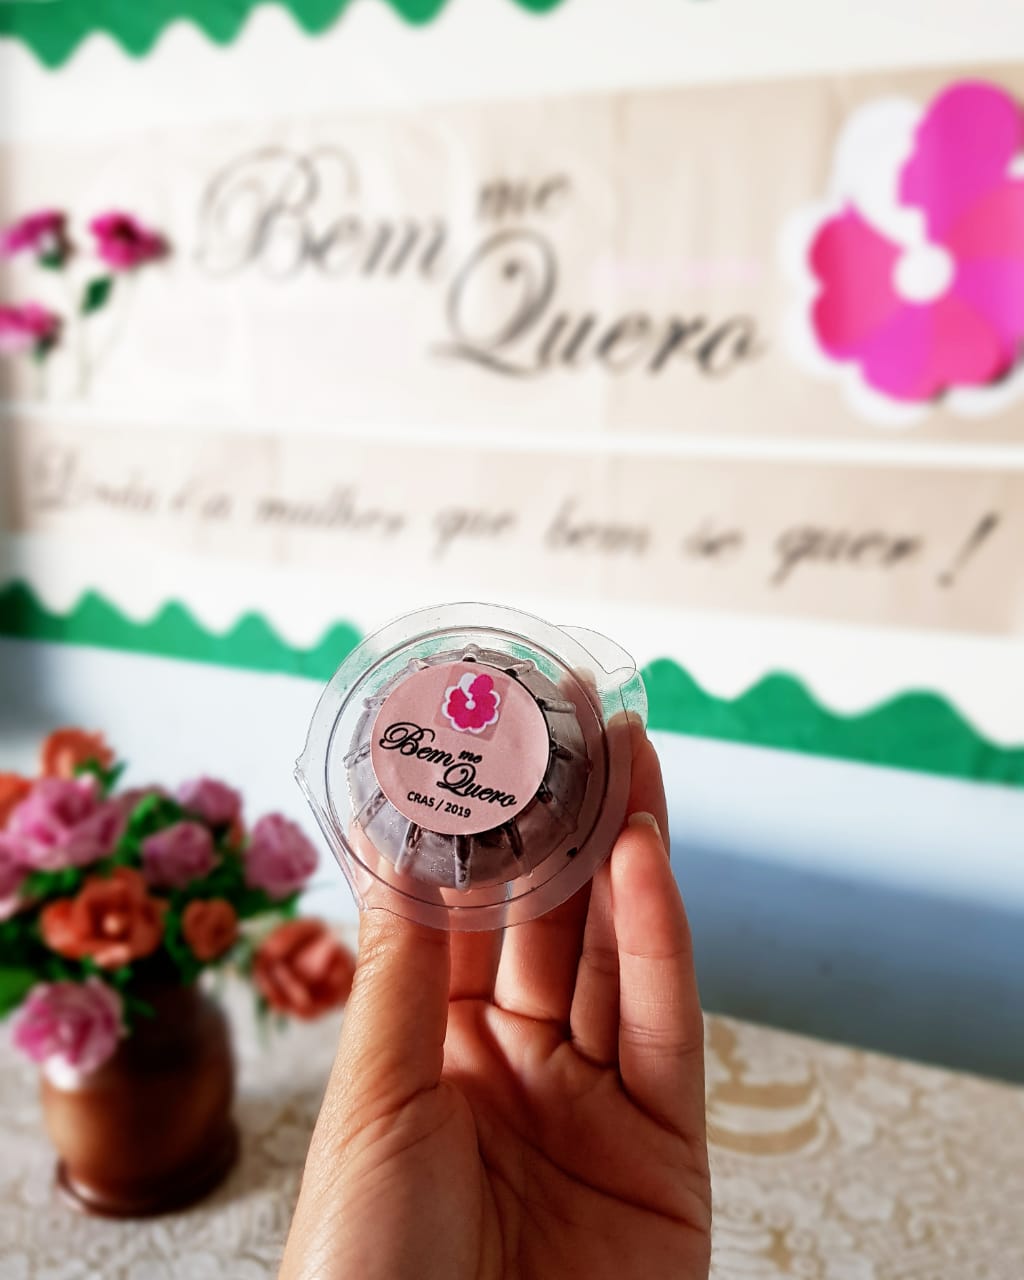 Bem me
Quero
Linda é a mulher que bem se quer!
Bem me
Quero
CRAS / 2019